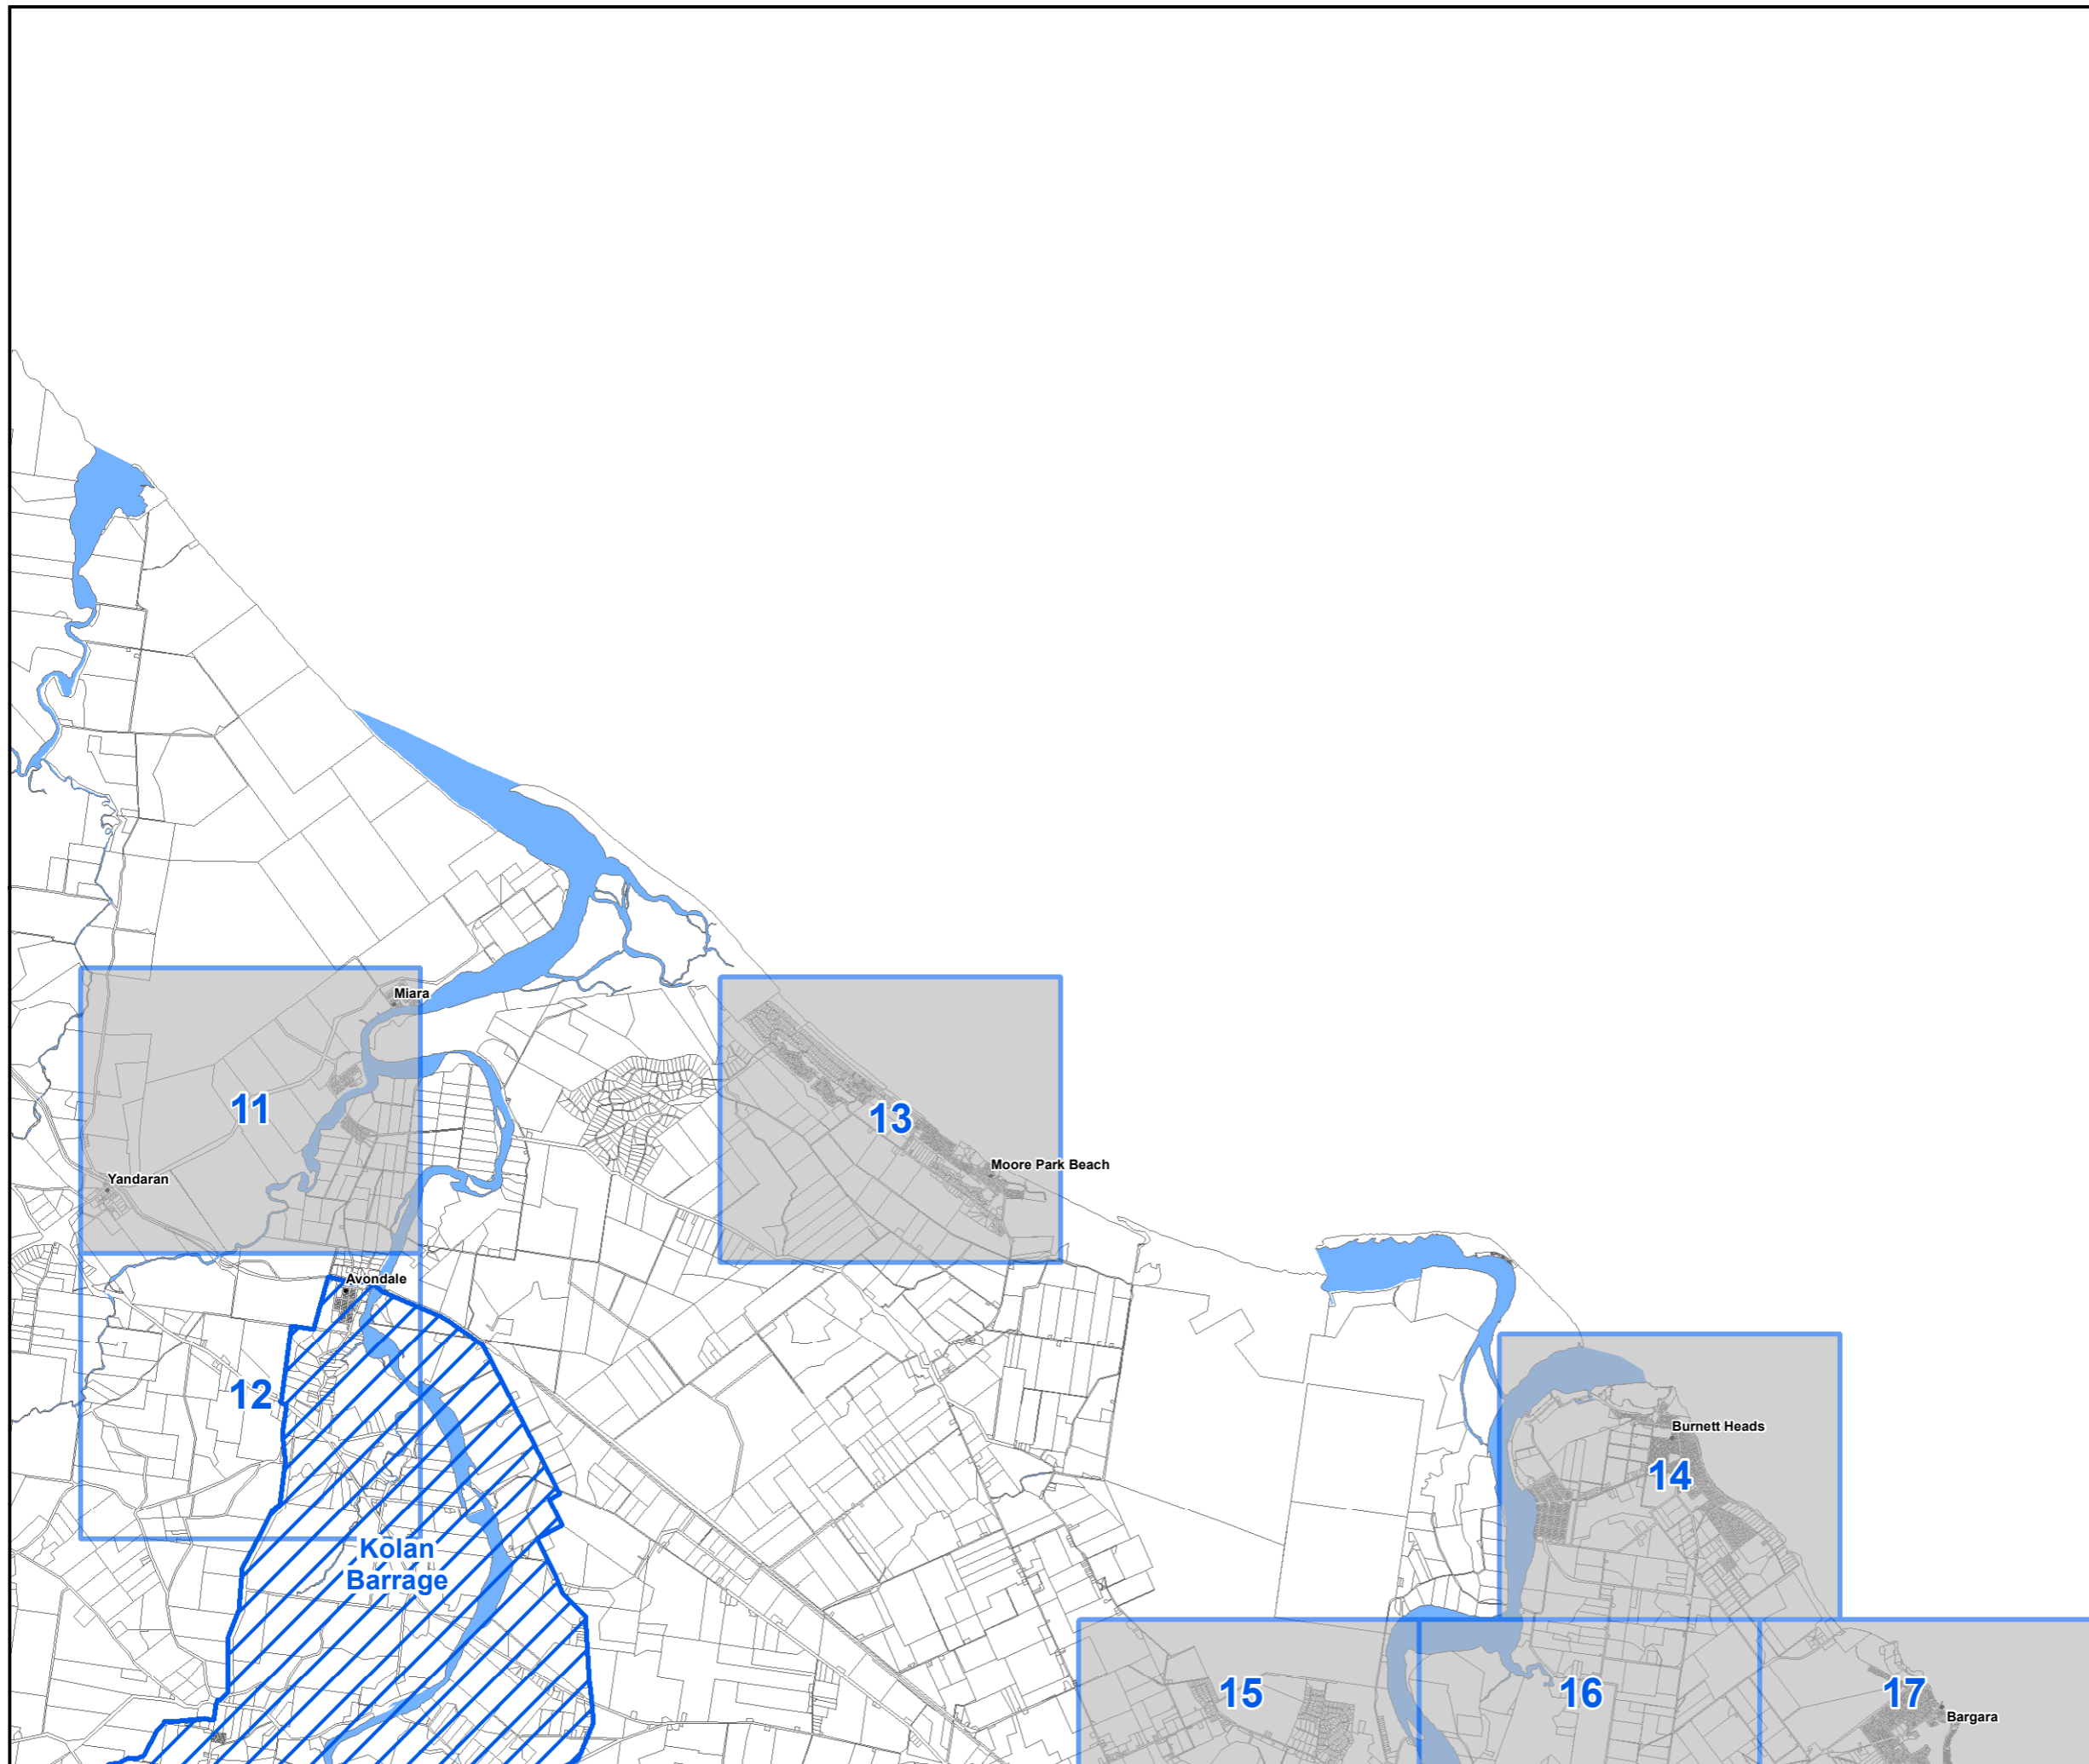 Miara
11
13
Moore Park Beach
Yandaran
Avondale
12
Burnett Heads
14
Kolan
Barrage
15
16
17
Bargara